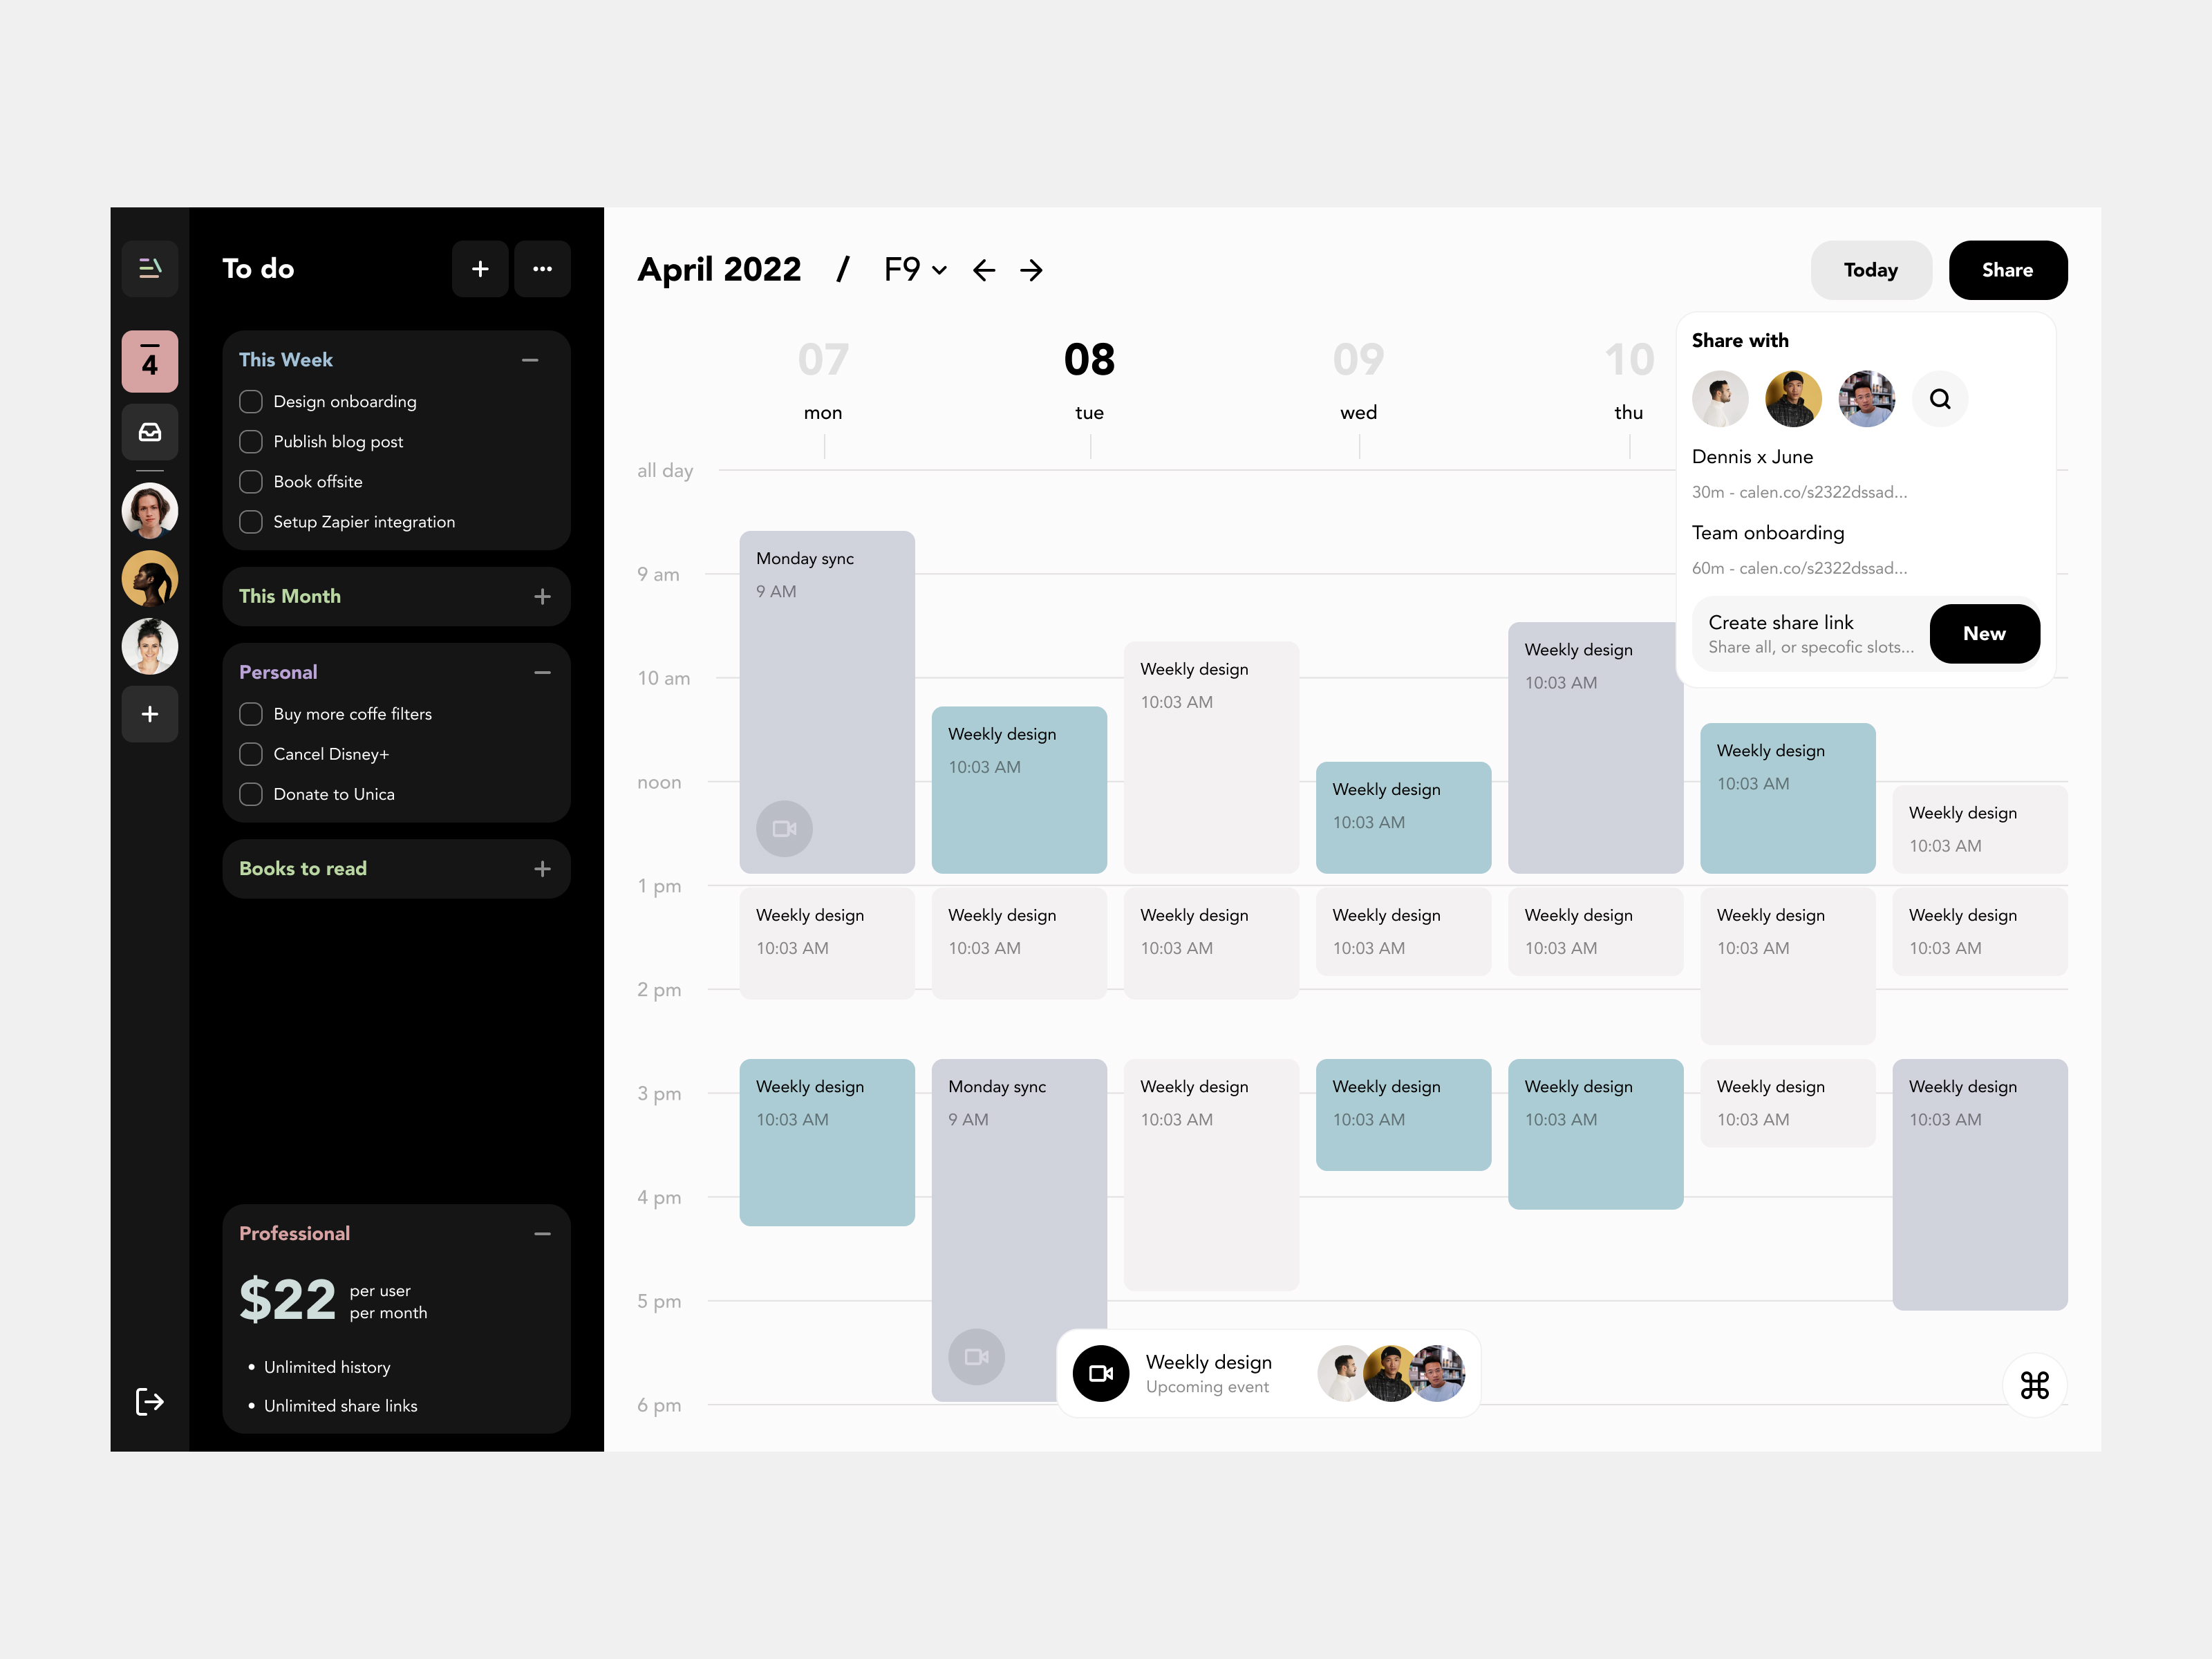 4
To do
This Week
Design onboarding
Publish blog post
Book offsite
Setup Zapier integration
This Month
Personal
Buy more coffe filters
Cancel Disney+
Donate to Unica
Books to read
Professional
$22
per user
per month
• Unlimited history
• Unlimited share links
April 2022 / F9
Today
Share
07
mon
08
tue
09
wed
10
thu
Share with
Dennis x June
30m - calen.co/s2322dssad...
Team onboarding
60m - calen.co/s2322dssad...
Create share link
Share all, or specofic slots...
New
all day
9 am
10 am
noon
1 pm
2 pm
3 pm
4 pm
5 pm
6 pm
Monday sync
9 AM
Weekly design
10:03 AM
Weekly design
10:03 AM
Weekly design
10:03 AM
Weekly design
10:03 AM
Weekly design
10:03 AM
Weekly design
10:03 AM
Weekly design
10:03 AM
Weekly design
10:03 AM
Weekly design
10:03 AM
Weekly design
10:03 AM
Weekly design
10:03 AM
Weekly design
10:03 AM
Weekly design
10:03 AM
Weekly design
10:03 AM
Monday sync
9 AM
Weekly design
10:03 AM
Weekly design
10:03 AM
Weekly design
10:03 AM
Weekly design
10:03 AM
Weekly design
10:03 AM
Weekly design
Upcoming event